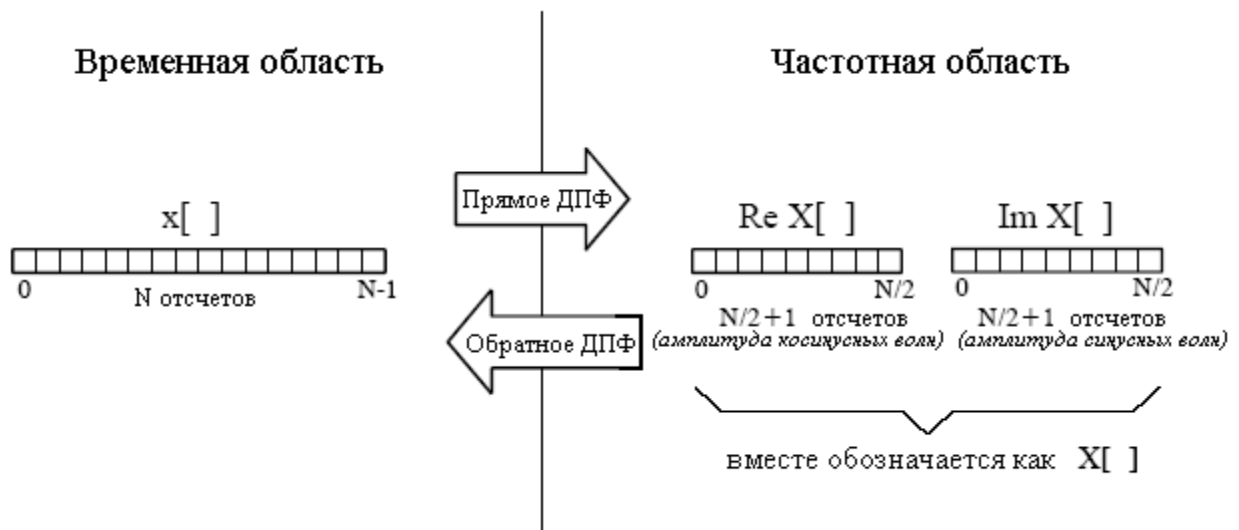 Временная область
Частотная область
Прямое ДПФ
x[ ]
Re X[ ]
Im X[ ]
0
N-1
N отсчетов
0
N/2
0
N/2
N/2+1 отсчетов
N/2+1 отсчетов
Обратное ДПФ
(амплитуда косинусных волн)
(амплитуда синусных волн)
вместе обозначается как X[ ]